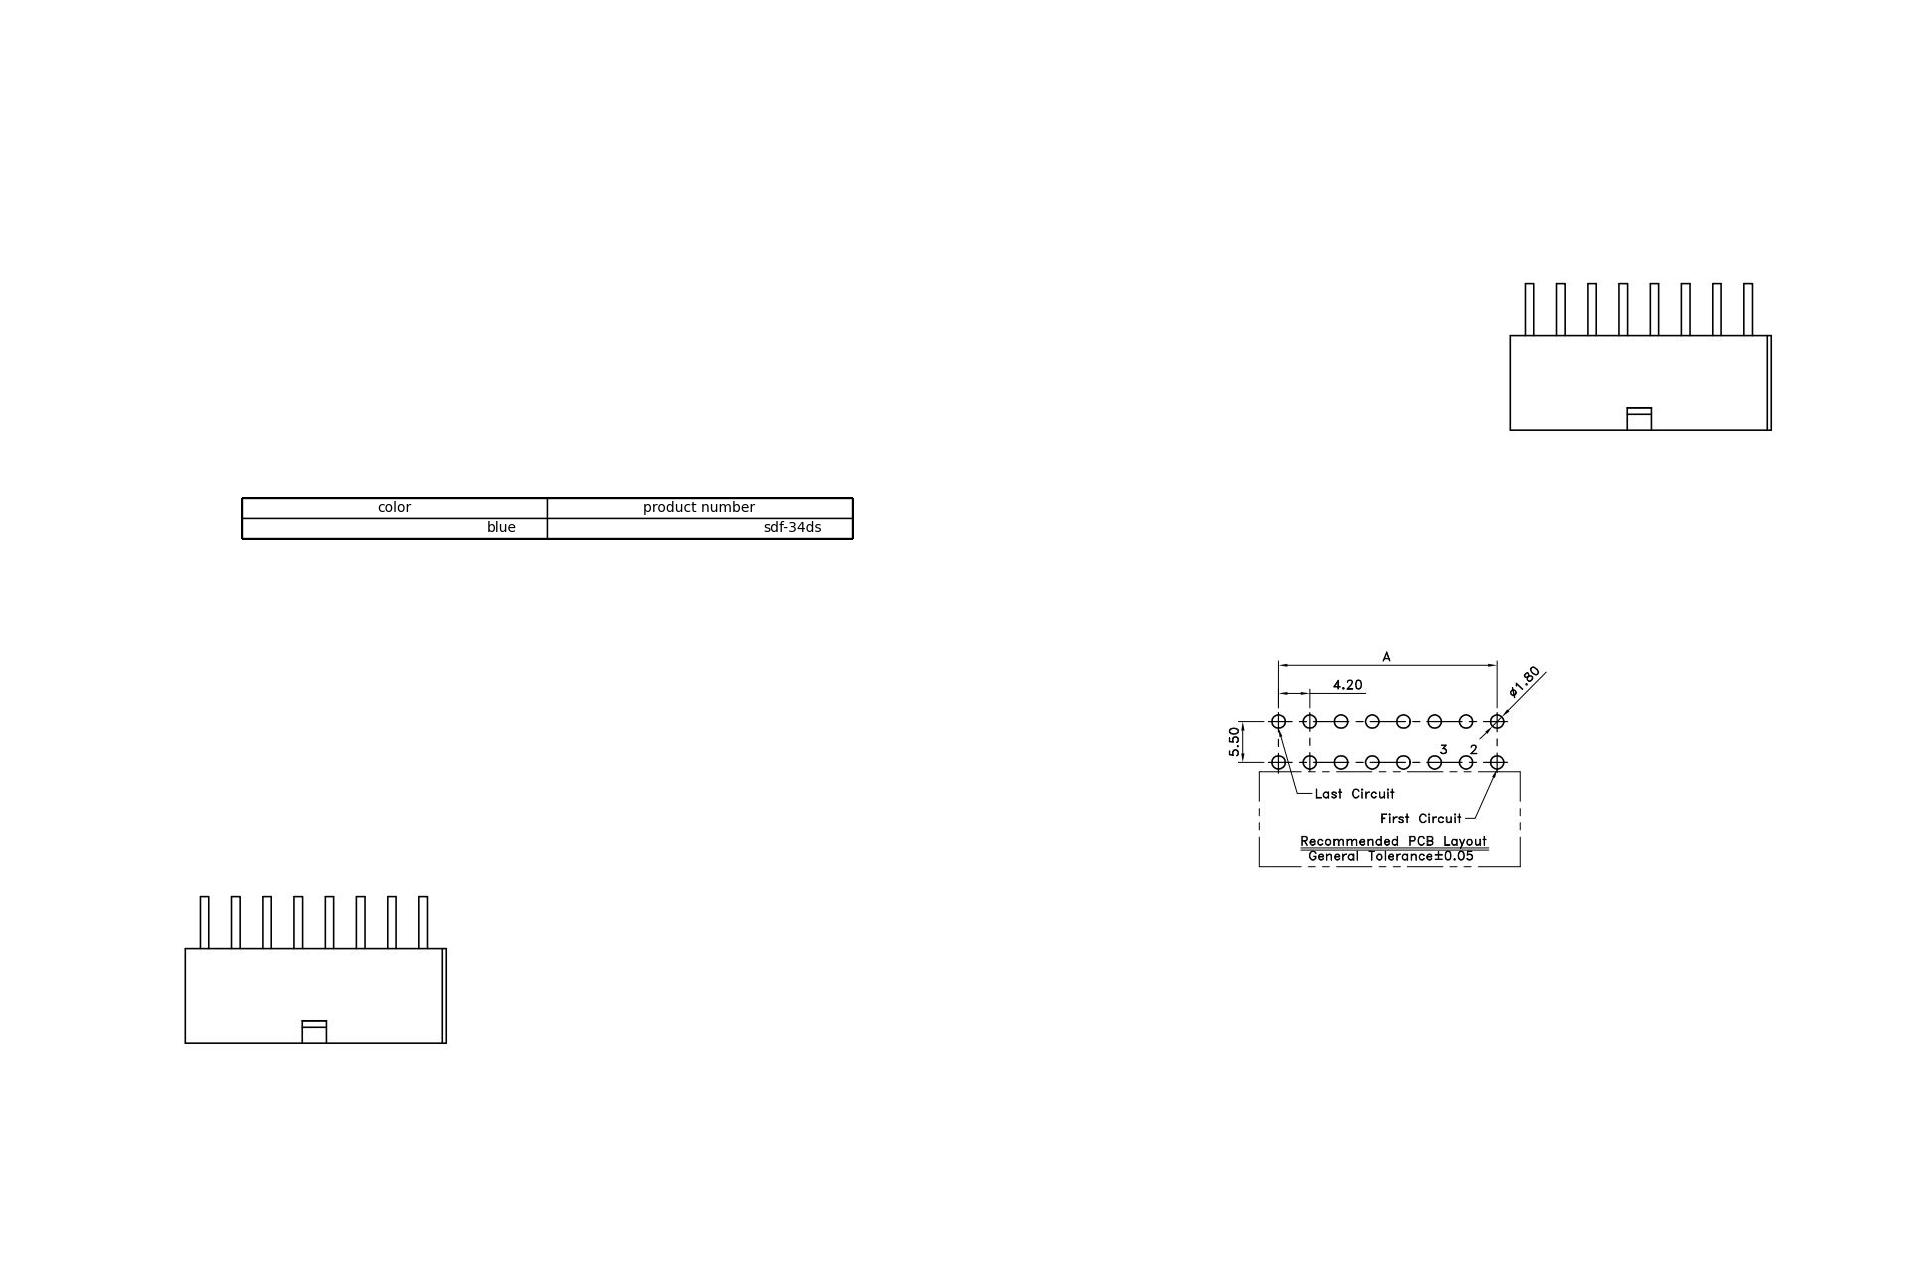 color product number
blue sdf-34ds
A
4.20
ø1.80
5.50
3 2
Last Circuit
First Circuit
Recommended PCB Layout
General Tolerance±0.05